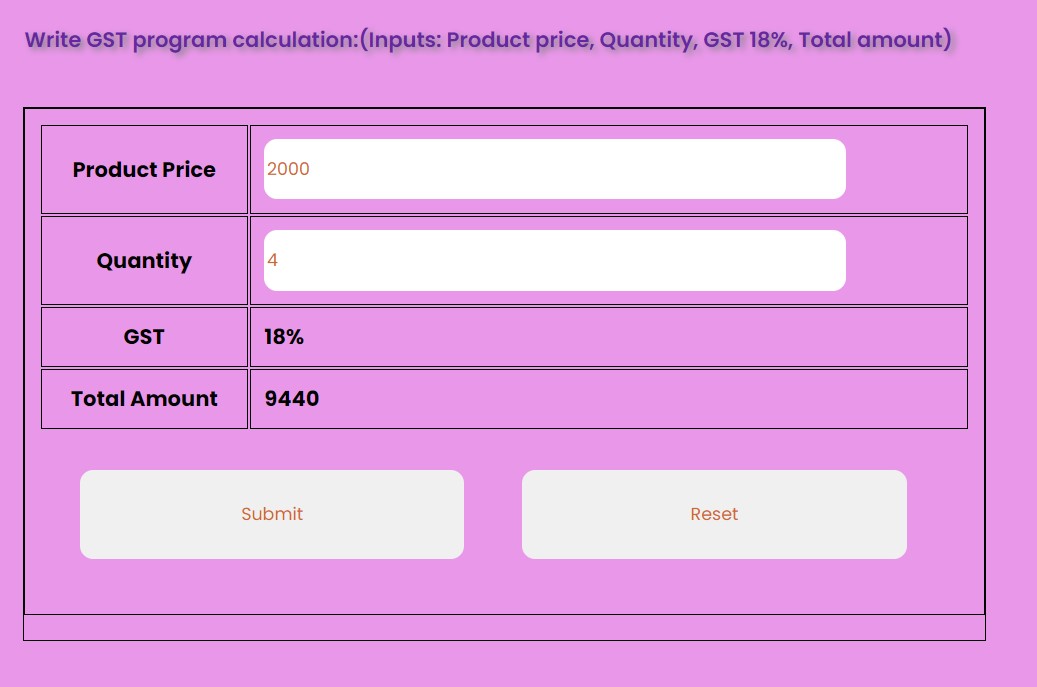 Write GST program calculation:(Inputs: Product price, Quantity, GST 18%, Total amount)
Product Price 2000
Quantity 4
GST 18%
Total Amount 9440
Submit Reset